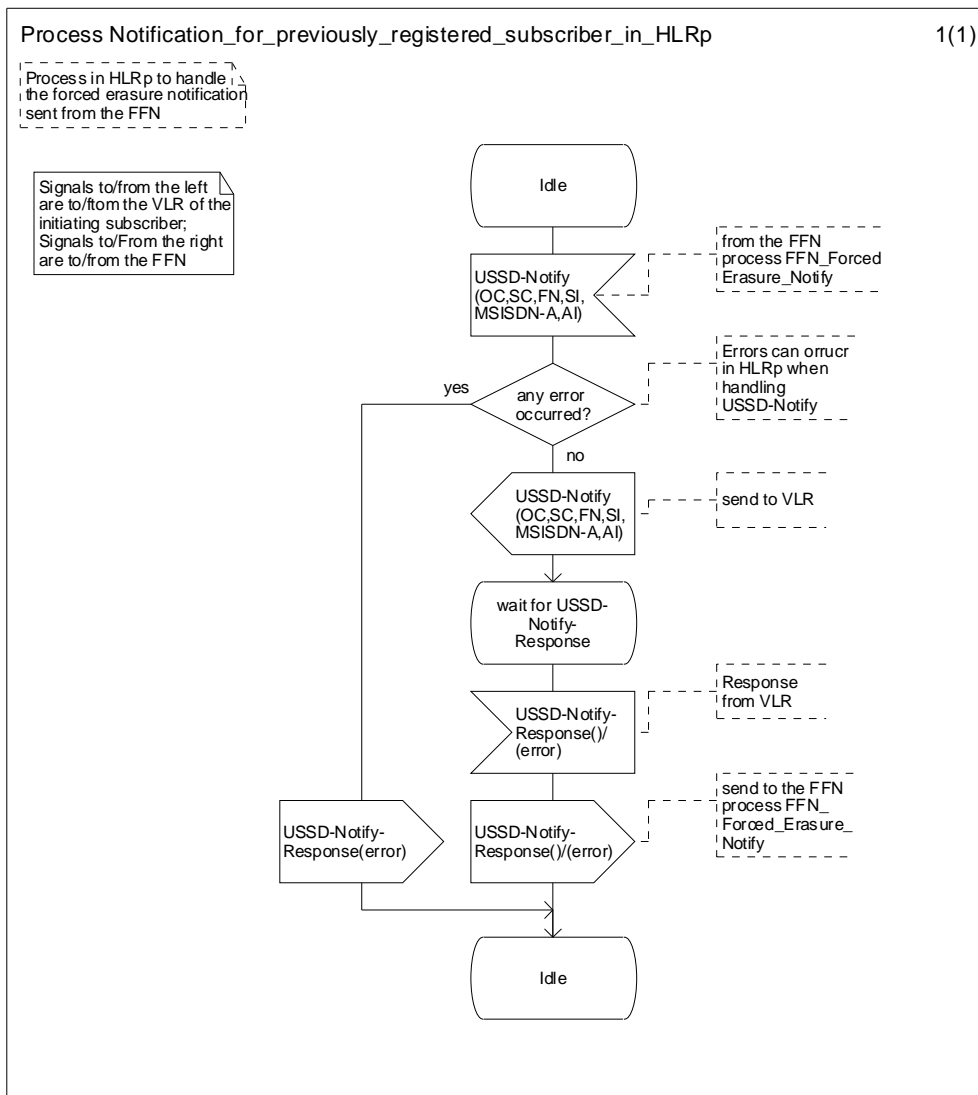 Process Notification_for_previously_registered_subscriber_in_HLRp 1(1)
Process in HLRp to handle
the forced erasure notification
sent from the FFN
Signals to/from the left
are to/ftom the VLR of the
initiating subscriber;
Signals to/From the right
are to/from the FFN
Idle
USSD-Notify
(OC,SC,FN,SI,
MSISDN-A,AI)
from the FFN
process FFN_Forced
Erasure_Notify
yes
any error
occurred?
Errors can orrucr
in HLRp when
handling
USSD-Notify
no
USSD-Notify
(OC,SC,FN,SI,
MSISDN-A,AI)
send to VLR
wait for USSD-
Notify-
Response
USSD-Notify-
Response()/
(error)
Response
from VLR
USSD-Notify-
Response(error)
USSD-Notify-
Response()/(error)
send to the FFN
process FFN_
Forced_Erasure_
Notify
Idle